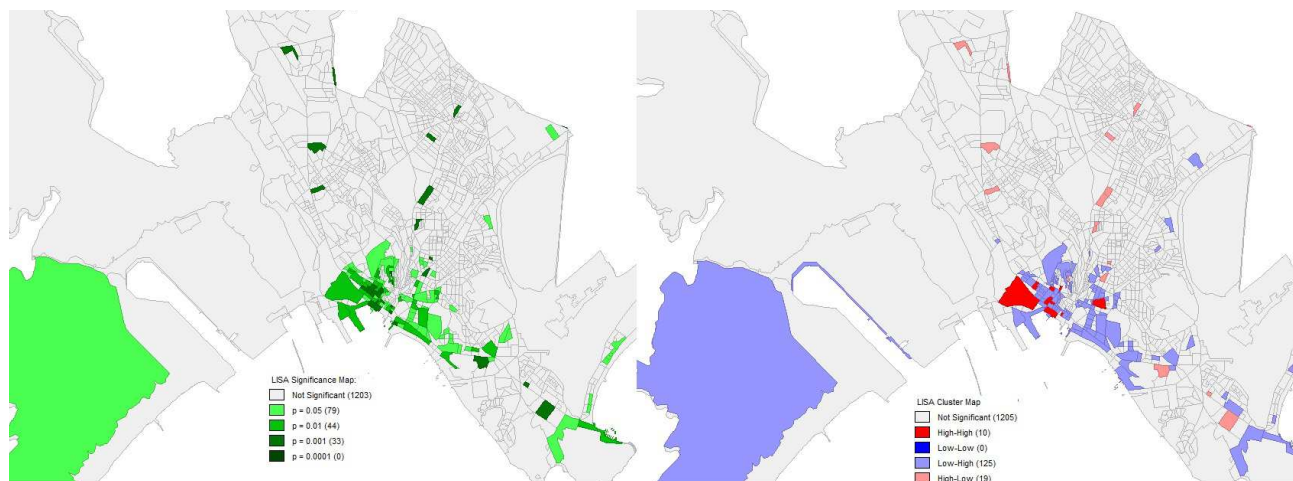 LISA Significance Map:
Not Significant (1203)
p = 0.05 (79)
p = 0.01 (44)
p = 0.001 (33)
p = 0.0001 (0)
LISA Cluster Map
Not Significant (1205)
High-High (10)
Low-Low (0)
Low-High (125)
High-Low (19)